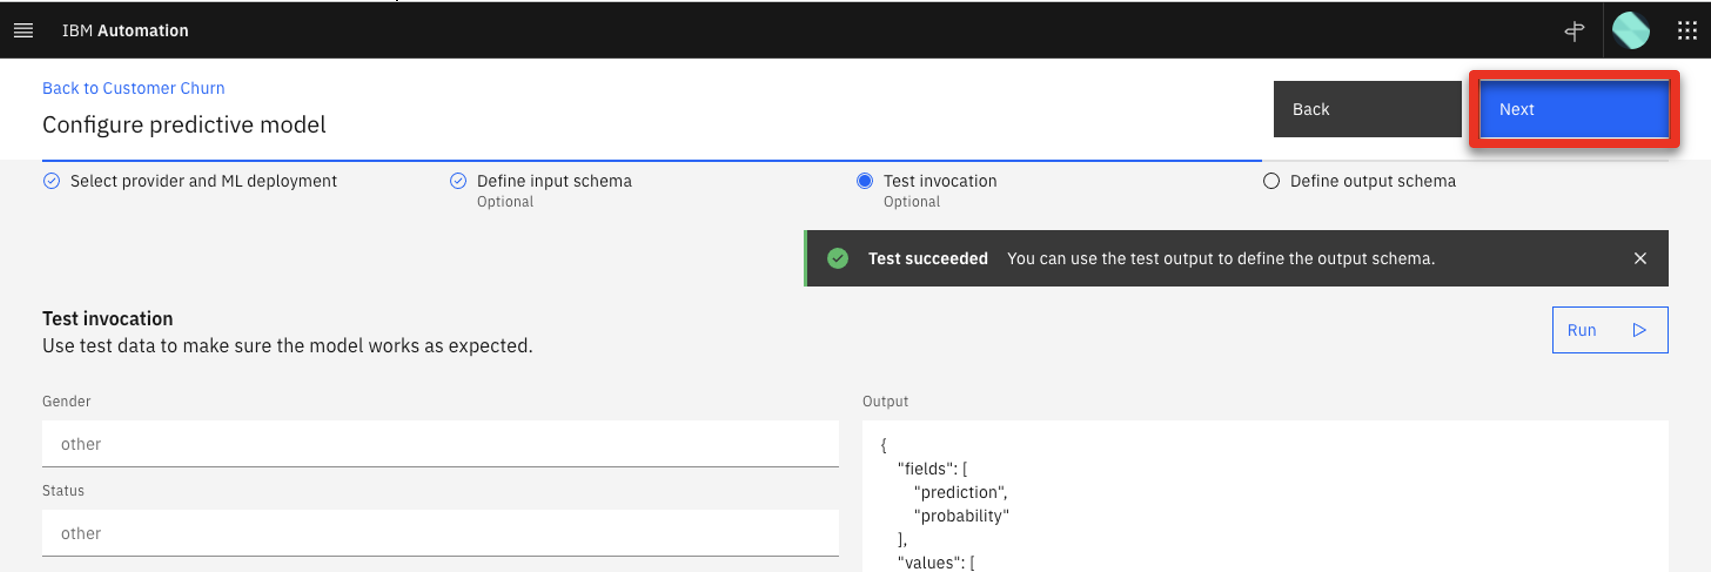 IBM Automation
Back to Customer Churn
Configure predictive model
Back
Next
Select provider and ML deployment
Define input schema
Optional
Test invocation
Optional
Define output schema
Test succeeded You can use the test output to define the output schema.
Test invocation
Use test data to make sure the model works as expected.
Run
Gender
other
Status
other
Output
{
"fields": [
"prediction",
"probability"
],
"values": [